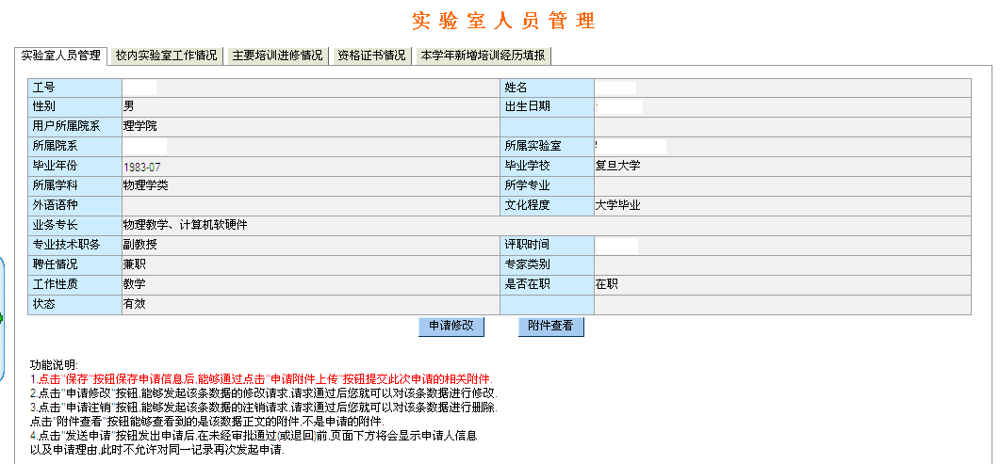 实验室人员管理
实验室人员管理 校内实验室工作情况 主要培训进修情况 资格证书情况 本学年新增培训经历填报
工号 姓名
性别 男 出生日期
用户所属院系 理学院
所属院系 所属实验室
毕业年份 1983-07 毕业学校 复旦大学
所属学科 物理学类 所学专业
外语语种 文化程度 大学毕业
业务专长 物理教学、计算机软硬件
专业技术职务 副教授 评职时间
聘任情况 兼职 专家类别
工作性质 教学 是否在职 在职
状态 有效
申请修改 附件查看
功能说明:
1.点击"保存"按钮保存申请信息后,能够通过点击"申请附件上传"按钮提交此次申请的相关附件.
2.点击"申请修改"按钮,能够发起该条数据的修改请求,请求通过后您就可以对该条数据进行修改.
3.点击"申请注销"按钮,能够发起该条数据的注销请求,请求通过后您就可以对该条数据进行删除.
点击"附件查看"按钮能够查看到的是该数据正文的附件,不是申请的附件.
4.点击"发送申请"按钮发出申请后,在未经审批通过(或退回)前,页面下方将会显示申请人信息
以及申请理由,此时不允许对同一记录再次发起申请.